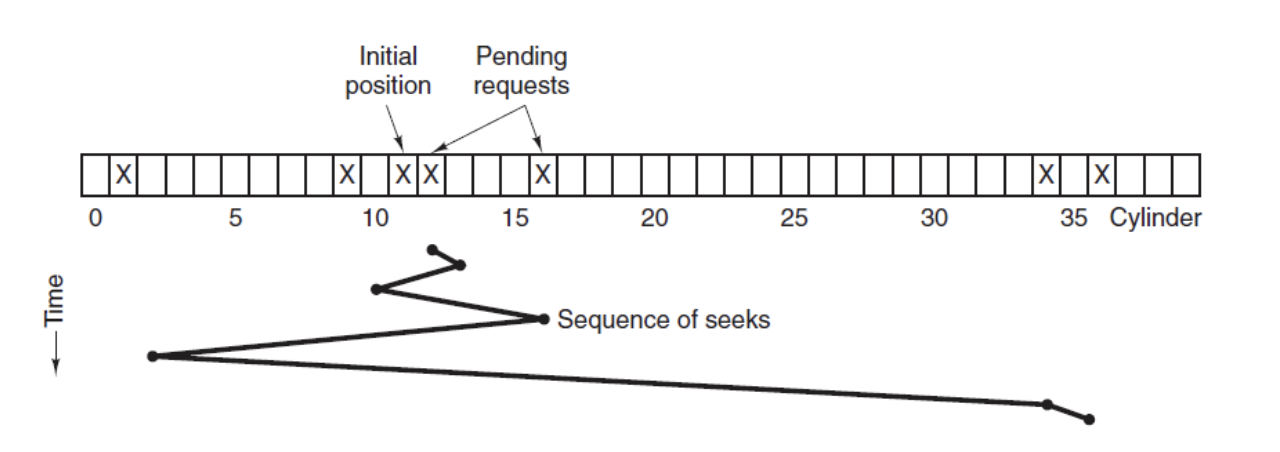 Initial position
Pending requests
X X X X X X X
0 5 10 15 20 25 30 35 Cylinder
Time
Sequence of seeks